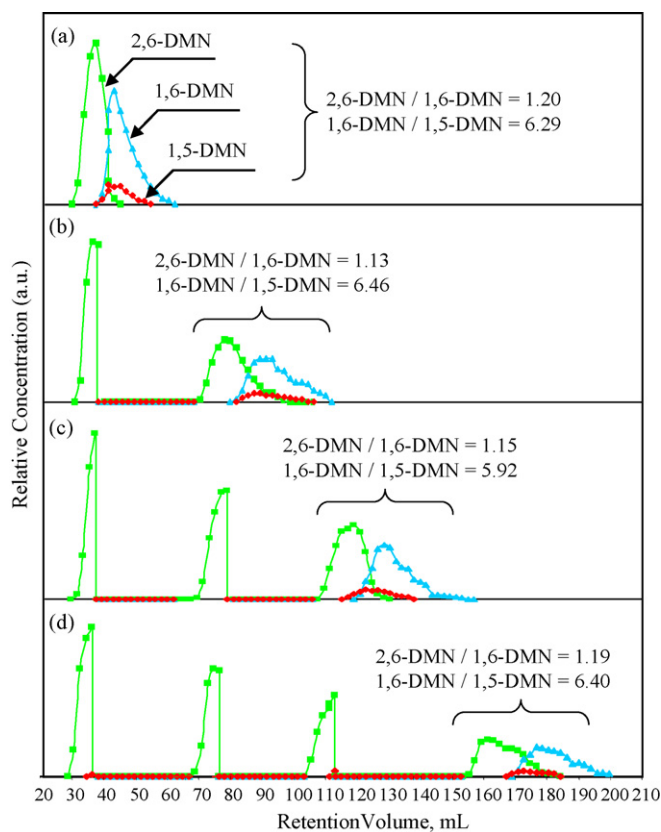 (a)
2,6-DMN
1,6-DMN
1,5-DMN
2,6-DMN / 1,6-DMN = 1.20
1,6-DMN / 1,5-DMN = 6.29
(b)
2,6-DMN / 1,6-DMN = 1.13
1,6-DMN / 1,5-DMN = 6.46
(c)
2,6-DMN / 1,6-DMN = 1.15
1,6-DMN / 1,5-DMN = 5.92
(d)
2,6-DMN / 1,6-DMN = 1.19
1,6-DMN / 1,5-DMN = 6.40
Relative Concentration (a.u.)
20 30 40 50 60 70 80 90 100 110 120 130 140 150 160 170 180 190 200 210
RetentionVolume, mL